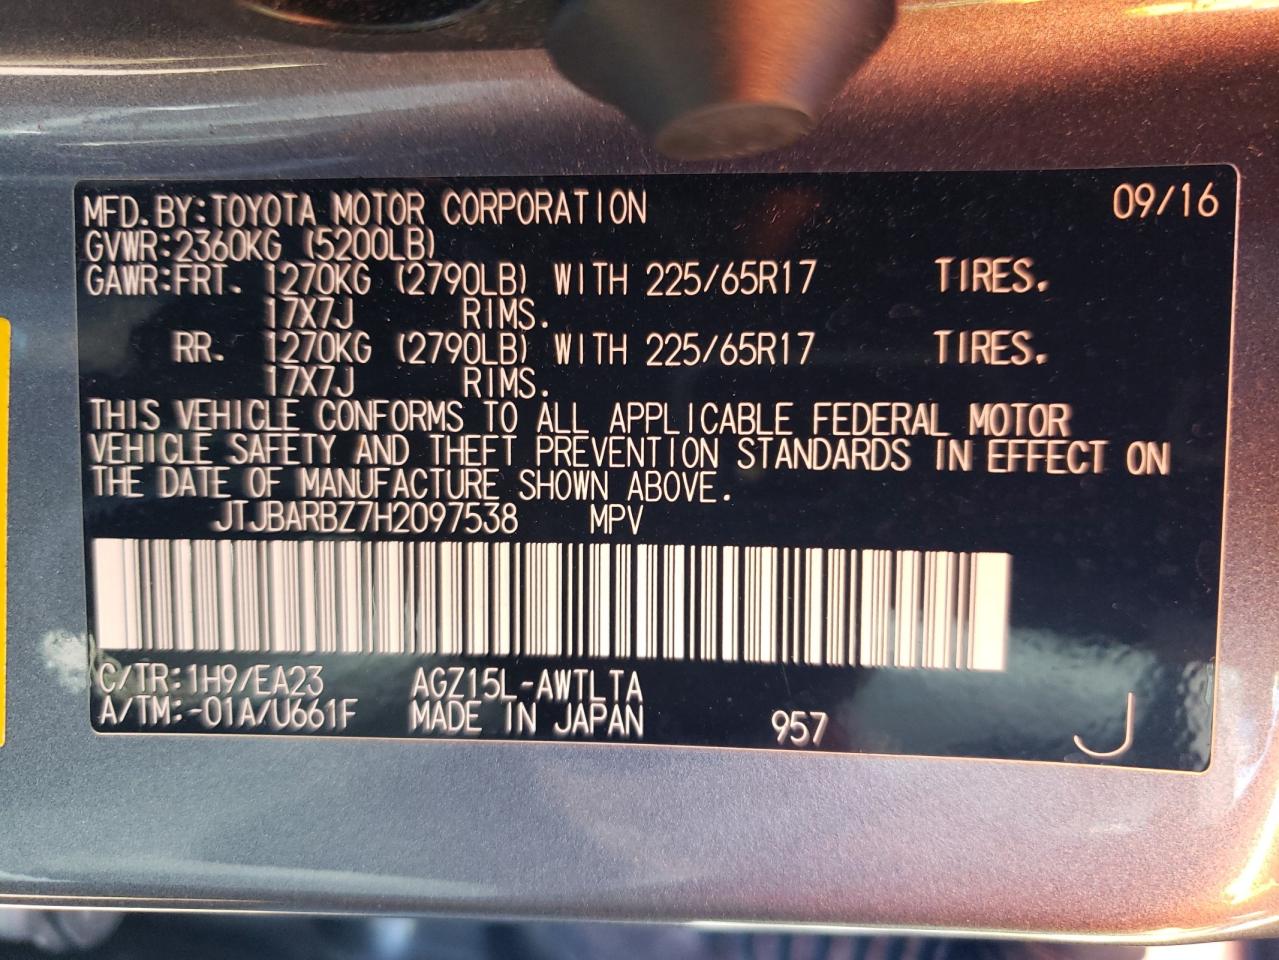 MFD.BY:TOYOTA MOTOR CORPORATION 09/16
GVWR:2360KG (5200LB)
GAWR:FRT. 1270KG (2790LB) WITH 225/65R17 TIRES.
17X7J RIMS.
RR. 1270KG (2790LB) WITH 225/65R17 TIRES.
17X7J RIMS.
THIS VEHICLE CONFORMS TO ALL APPLICABLE FEDERAL MOTOR
VEHICLE SAFETY AND THEFT PREVENTION STANDARDS IN EFFECT ON
THE DATE OF MANUFACTURE SHOWN ABOVE.
JTJBARBZ7H2097538 MPV
C/TR:1H9/EA23 AGZ15L-AWTLTA
A/TM:-01A/U661F MADE IN JAPAN 957 J